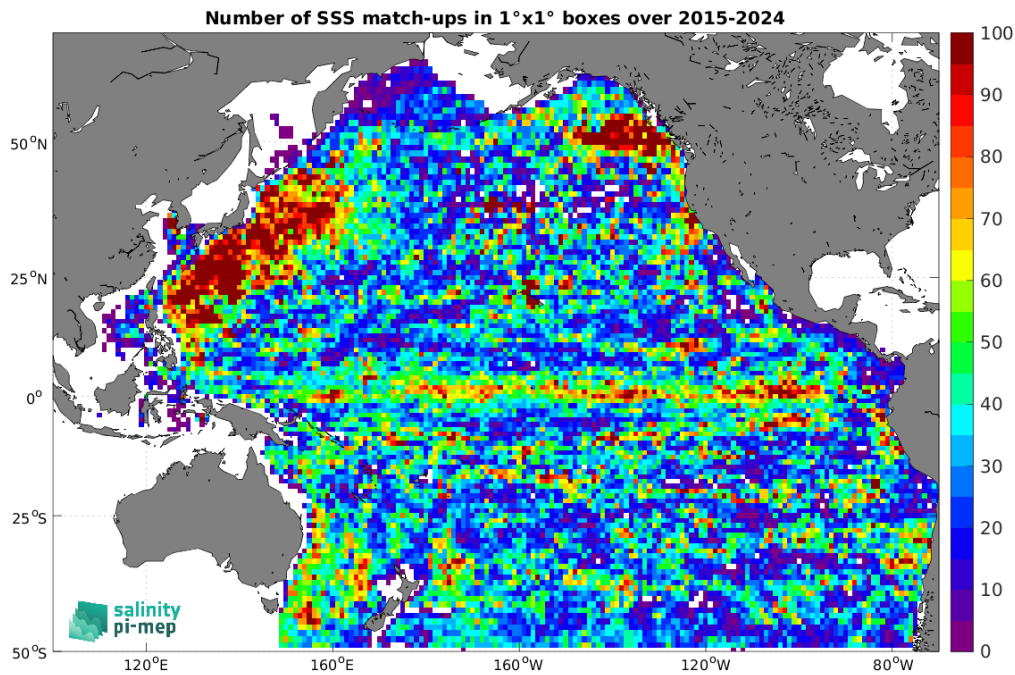 Number of SSS match-ups in 1°x1° boxes over 2015-2024
100
90
80
70
60
50
40
30
20
10
0
50°N
25°N
0°
25°S
50°S
120°E
160°E
160°W
120°W
80°W
salinity
pi-mep